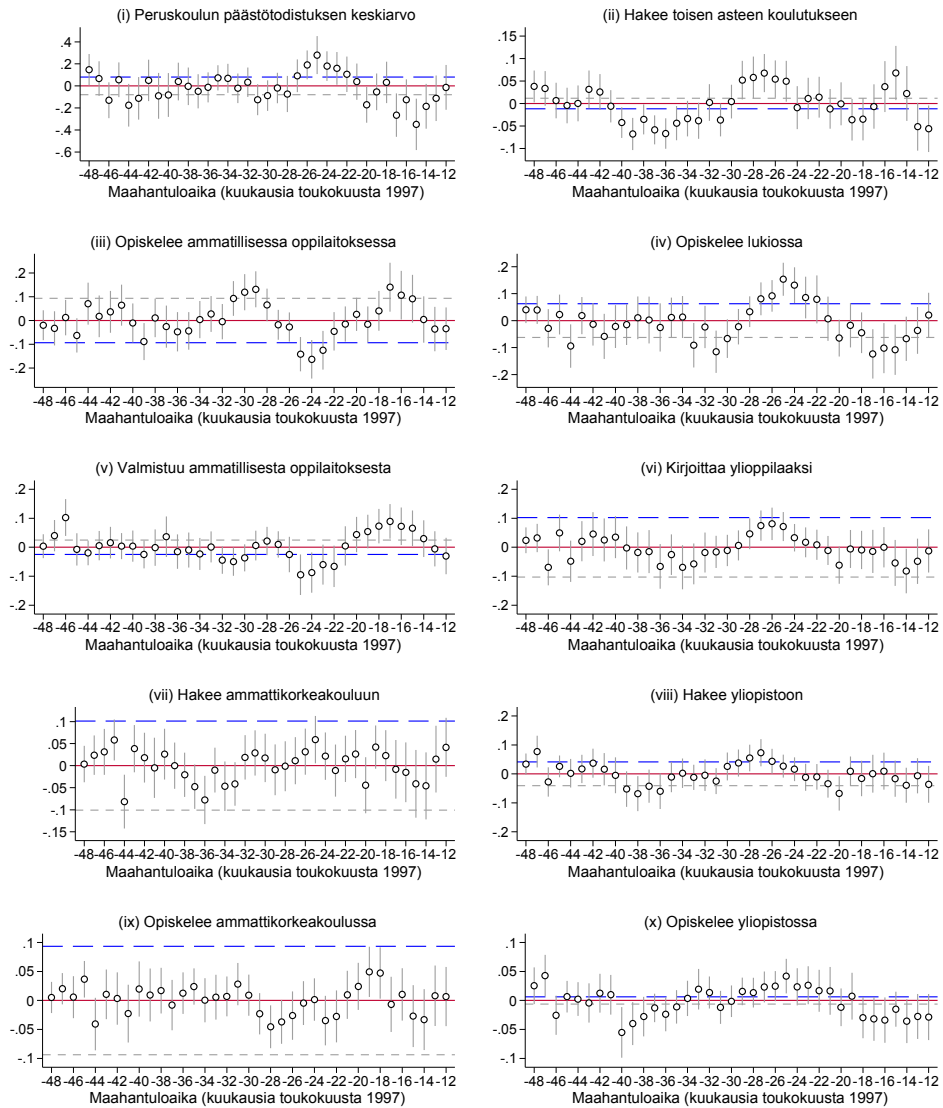 (i) Peruskoulun päästötodistuksen keskiarvo
.4
.2
0
-.2
-.4
-.6
-48 -46 -44 -42 -40 -38 -36 -34 -32 -30 -28 -26 -24 -22 -20 -18 -16 -14 -12
Maahantuloaika (kuukausia toukokuusta 1997)
(ii) Hakee toisen asteen koulutukseen
.15
.1
.05
0
-.05
-.1
-48 -46 -44 -42 -40 -38 -36 -34 -32 -30 -28 -26 -24 -22 -20 -18 -16 -14 -12
Maahantuloaika (kuukausia toukokuusta 1997)
(iii) Opiskelee ammatillisessa oppilaitoksessa
.2
.1
0
-.1
-.2
-48 -46 -44 -42 -40 -38 -36 -34 -32 -30 -28 -26 -24 -22 -20 -18 -16 -14 -12
Maahantuloaika (kuukausia toukokuusta 1997)
(iv) Opiskelee lukiossa
.2
.1
0
-.1
-.2
-48 -46 -44 -42 -40 -38 -36 -34 -32 -30 -28 -26 -24 -22 -20 -18 -16 -14 -12
Maahantuloaika (kuukausia toukokuusta 1997)
(v) Valmistuu ammatillisesta oppilaitoksesta
.2
.1
0
-.1
-.2
-48 -46 -44 -42 -40 -38 -36 -34 -32 -30 -28 -26 -24 -22 -20 -18 -16 -14 -12
Maahantuloaika (kuukausia toukokuusta 1997)
(vi) Kirjoittaa ylioppilaaksi
.2
.1
0
-.1
-.2
-48 -46 -44 -42 -40 -38 -36 -34 -32 -30 -28 -26 -24 -22 -20 -18 -16 -14 -12
Maahantuloaika (kuukausia toukokuusta 1997)
(vii) Hakee ammattikorkeakouluun
.1
.05
0
-.05
-.1
-.15
-48 -46 -44 -42 -40 -38 -36 -34 -32 -30 -28 -26 -24 -22 -20 -18 -16 -14 -12
Maahantuloaika (kuukausia toukokuusta 1997)
(viii) Hakee yliopistoon
.2
.1
0
-.1
-.2
-48 -46 -44 -42 -40 -38 -36 -34 -32 -30 -28 -26 -24 -22 -20 -18 -16 -14 -12
Maahantuloaika (kuukausia toukokuusta 1997)
(ix) Opiskelee ammattikorkeakoulussa
.1
.05
0
-.05
-.1
-48 -46 -44 -42 -40 -38 -36 -34 -32 -30 -28 -26 -24 -22 -20 -18 -16 -14 -12
Maahantuloaika (kuukausia toukokuusta 1997)
(x) Opiskelee yliopistossa
.1
.05
0
-.05
-.1
-48 -46 -44 -42 -40 -38 -36 -34 -32 -30 -28 -26 -24 -22 -20 -18 -16 -14 -12
Maahantuloaika (kuukausia toukokuusta 1997)